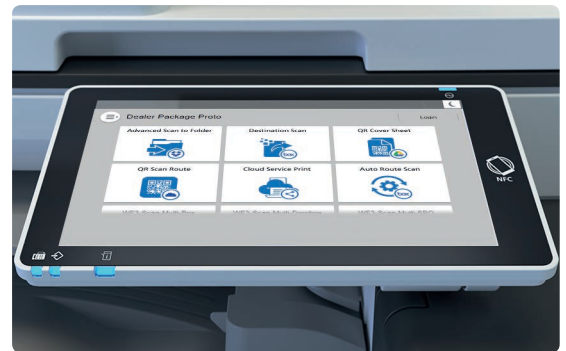 Dealer Package Proto
Login
Advanced Scan to Folder
Destination Scan
QR Cover Sheet
QR Scan Route
Cloud Service Print
Auto Route Scan
NFC